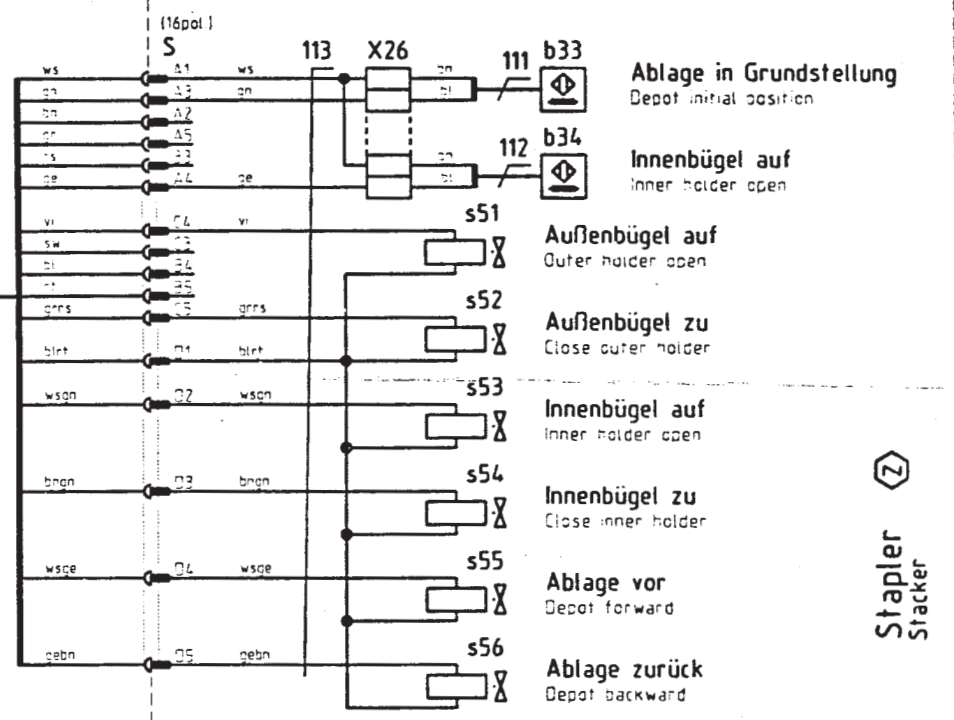 (16pol.)
S
113 X26 111 b33
Ablage in Grundstellung
Depot initial position
ws A1 ws gn
gn A3 gn bl
bn A2
gr A5
112 b34
Innenbügel auf
Inner holder open
rs B3 gn
ge A4 ge bl
s51
vi C4 vi
Außenbügel auf
Outer holder open
sw C3
bl B4
rt B5
s52
grrs C5 grrs
Außenbügel zu
Close outer holder
blrt D1 blrt
s53
wsgn D2 wsgn
Innenbügel auf
Inner holder open
s54
bngn D3 bngn
Innenbügel zu
Close inner holder
s55
wsge D4 wsge
Ablage vor
Depot forward
s56
gebn D5 gebn
Ablage zurück
Depot backward
Stapler
Stacker